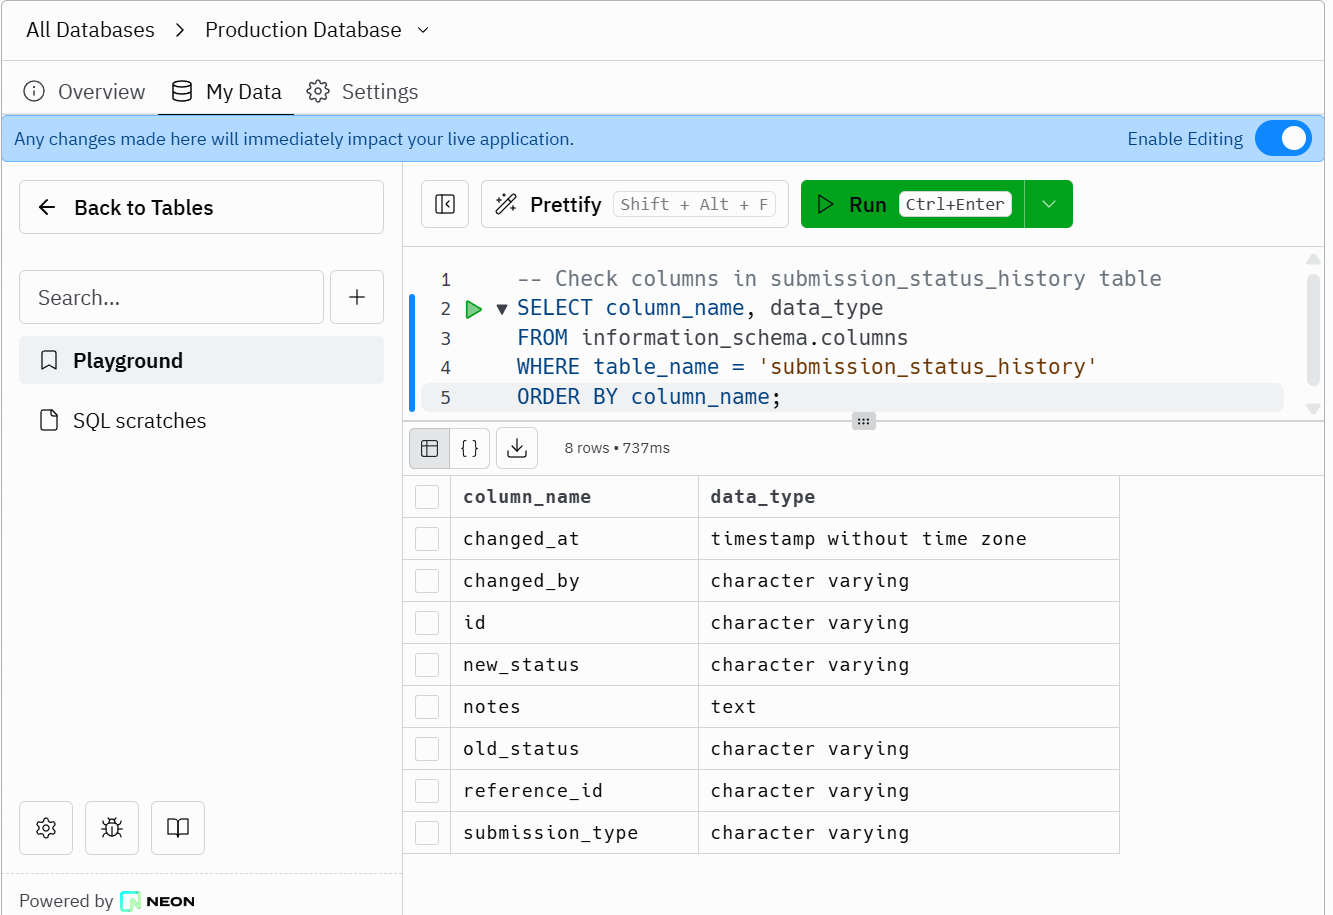 All Databases > Production Database
Overview My Data Settings
Any changes made here will immediately impact your live application. Enable Editing
Back to Tables
Search...
Playground
SQL scratches
Powered by NEON
Prettify Shift + Alt + F Run Ctrl+Enter
1 -- Check columns in submission_status_history table
2 SELECT column_name, data_type
3 FROM information_schema.columns
4 WHERE table_name = 'submission_status_history'
5 ORDER BY column_name;
{} 8 rows • 737ms
column_name data_type
changed_at timestamp without time zone
changed_by character varying
id character varying
new_status character varying
notes text
old_status character varying
reference_id character varying
submission_type character varying